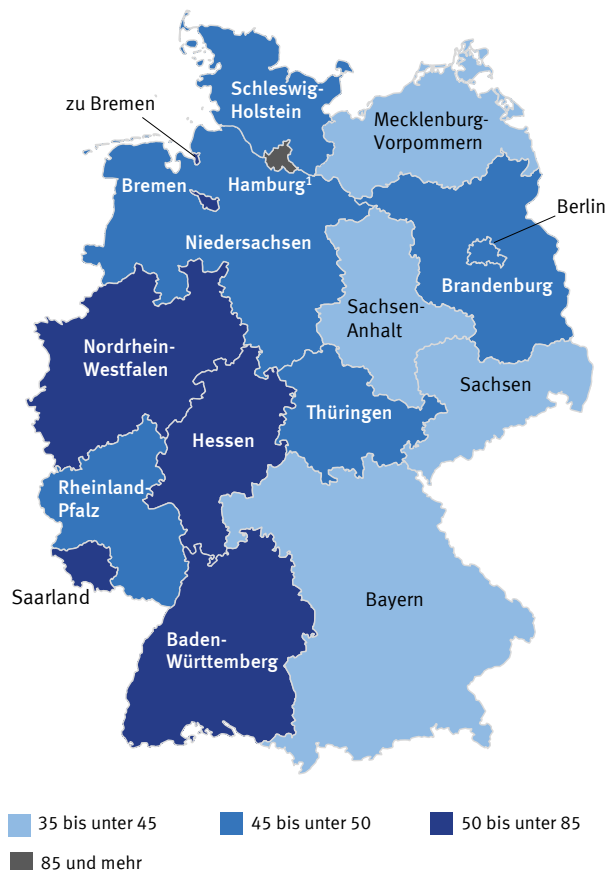 Schleswig-
Holstein
Mecklenburg-
Vorpommern
zu Bremen
Bremen
Hamburg¹
Berlin
Niedersachsen
Brandenburg
Sachsen-
Anhalt
Nordrhein-
Westfalen
Sachsen
Thüringen
Hessen
Rheinland-
Pfalz
Saarland
Bayern
Baden-
Württemberg
35 bis unter 45
45 bis unter 50
50 bis unter 85
85 und mehr